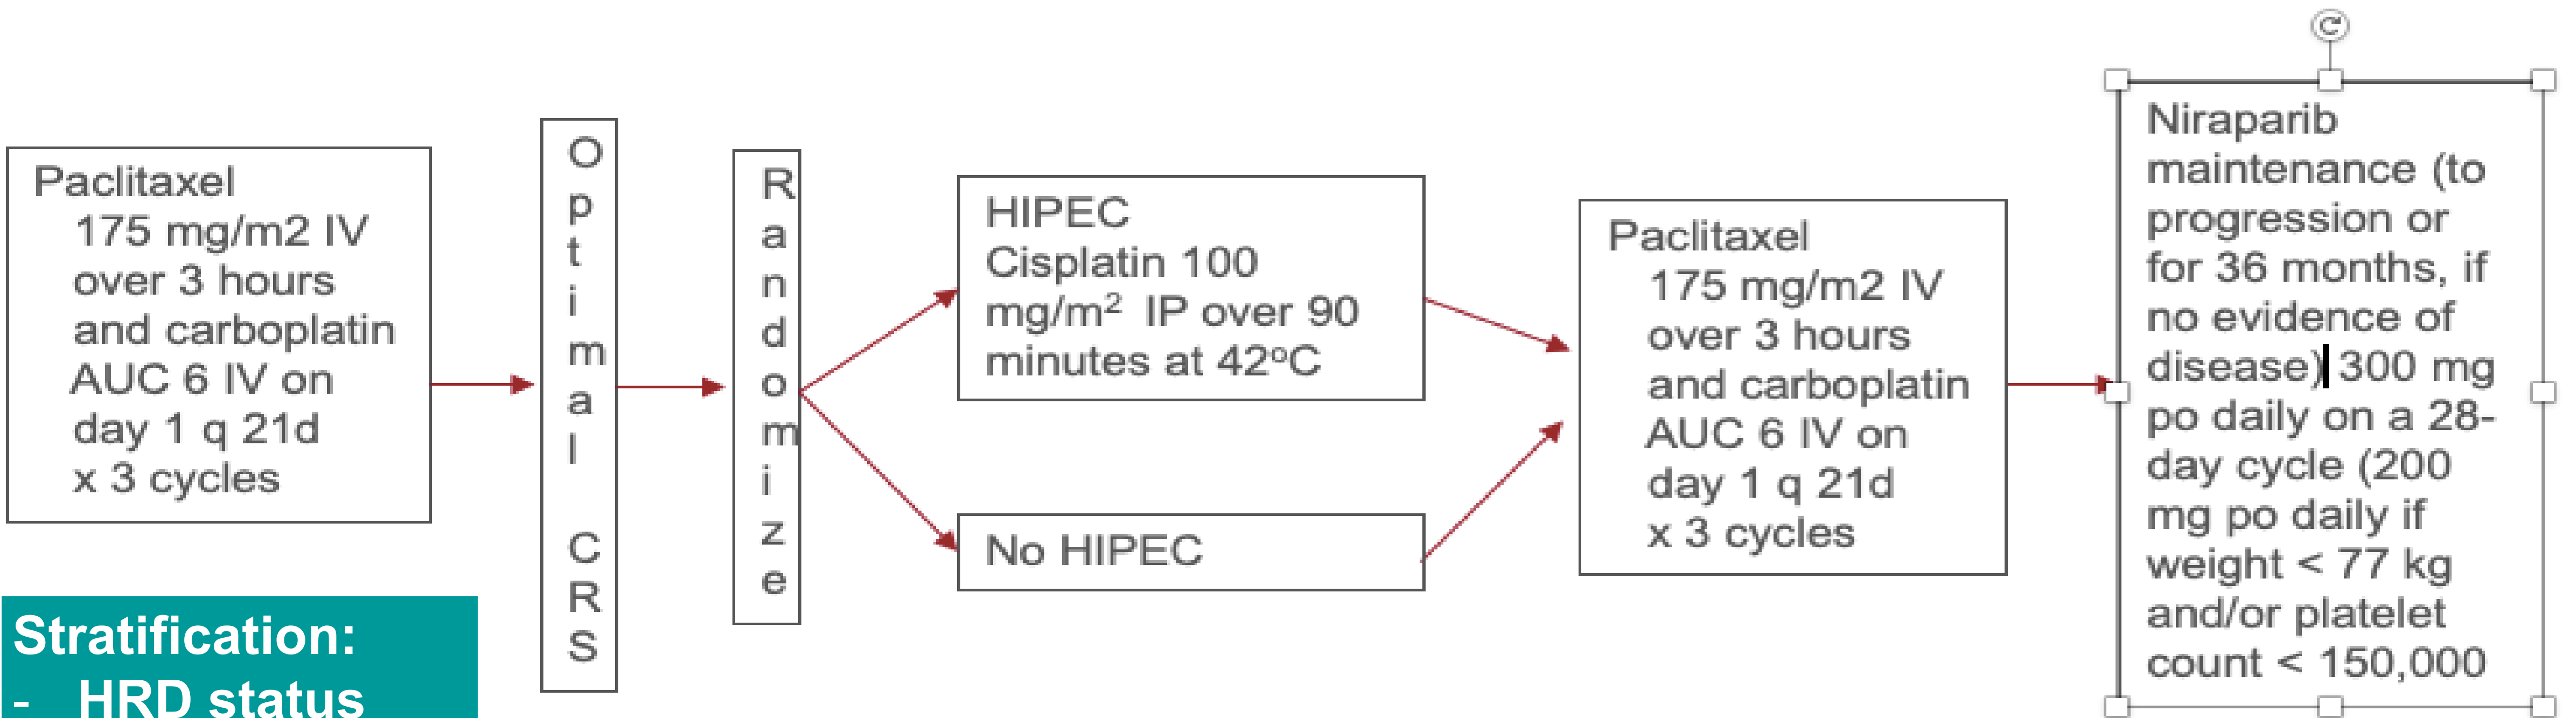 Paclitaxel
175 mg/m2 IV
over 3 hours
and carboplatin
AUC 6 IV on
day 1 q 21d
x 3 cycles
Optimal CRS
Randomize
HIPEC
Cisplatin 100
mg/m² IP over 90
minutes at 42ºC
No HIPEC
Paclitaxel
175 mg/m2 IV
over 3 hours
and carboplatin
AUC 6 IV on
day 1 q 21d
x 3 cycles
Niraparib
maintenance (to
progression or
for 36 months, if
no evidence of
disease) 300 mg
po daily on a 28-
day cycle (200
mg po daily if
weight < 77 kg
and/or platelet
count < 150,000
Stratification:
- HRD status